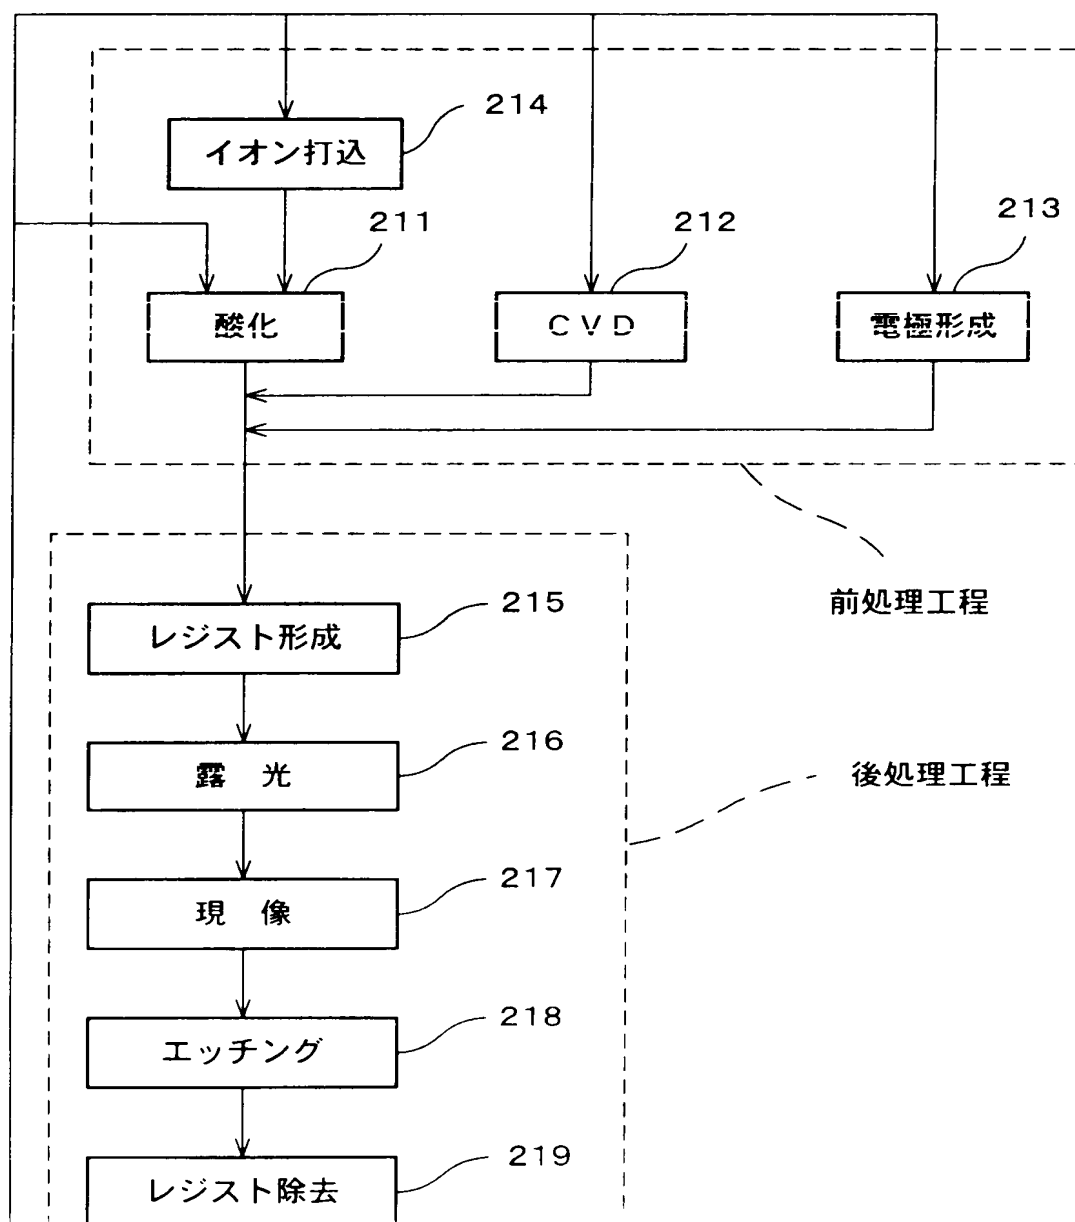 214
イオン打込
211
212
213
酸化
CVD
電極形成
215
前処理工程
レジスト形成
216
後処理工程
露 光
217
現 像
218
エッチング
219
レジスト除去